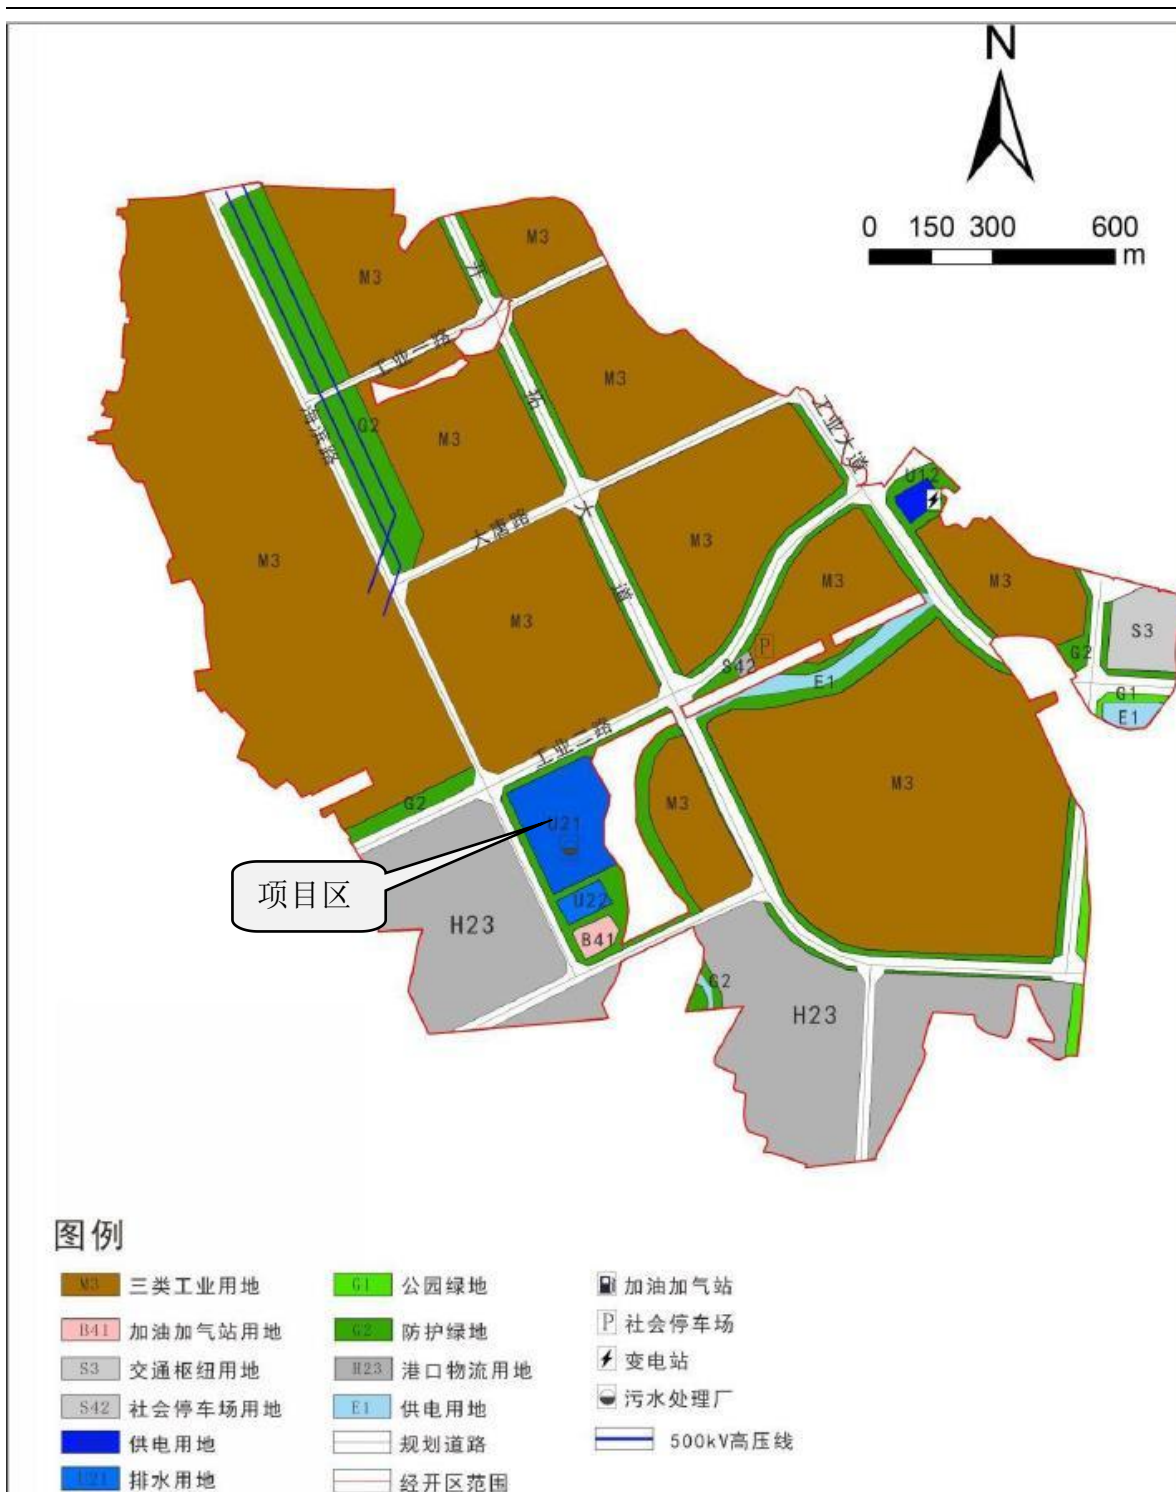 N
0 150 300 600
m
M3
M3
开
工业一路
M3
拓
海滨路
G2
M3
工业大道
U12
大唐路
大
M3
M3
M3
M3
道
M3
S3
P
S42
G2
E1
G1
E1
工业二路
M3
M3
G2
U21
项目区
U22
H23
B41
G2
H23
图例
M3 三类工业用地
G1 公园绿地
加油加气站
B41 加油加气站用地
G2 防护绿地
P 社会停车场
S3 交通枢纽用地
H23 港口物流用地
变电站
S42 社会停车场用地
E1 供电用地
污水处理厂
供电用地
规划道路
500kV高压线
U21 排水用地
经开区范围